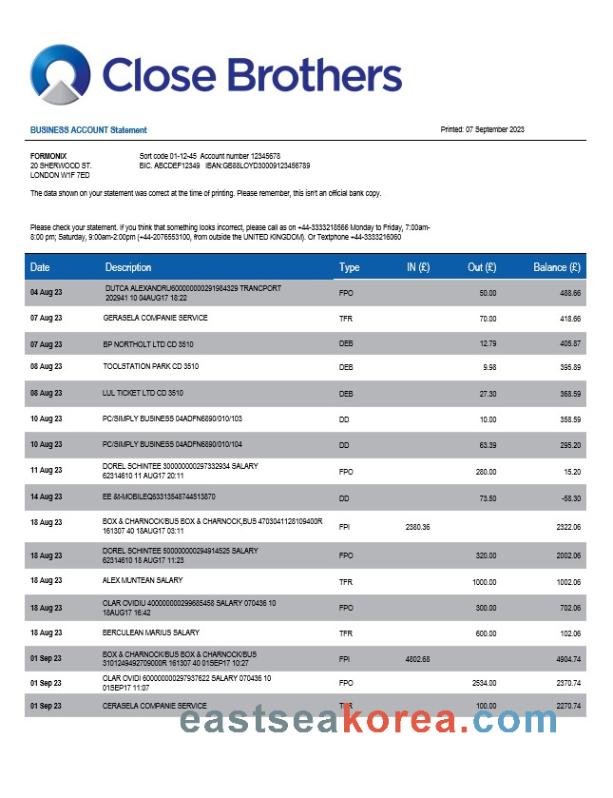 Close Brothers
BUSINESS ACCOUNT Statement
Printed: 07 September 2023
FORMONIX
20 SHERWOOD ST.
LONDON W1F 7ED
Sort code 01-12-45 Account number 12345678
BIC. ABCDEF12349 IBAN:GB88LOYD30009123456789
The data shown on your statement was correct at the time of printing. Please remember, this isn't an official bank copy.
Please check your statement. If you think that something looks incorrect, please call as on +44-3333218566 Monday to Friday, 7:00am-
8:00 pm; Saturday, 9:00am-2:00pm (+44-2076553100, from outside the UNITED KINGDOM). Or Textphone +44-3333216060
Date Description Type IN (£) Out (£) Balance (£)
04 Aug 23 DUTCA ALEXANDRU600000000291984329 TRANCPORT
202941 10 04AUG17 18:22 FPO 50.00 488.66
07 Aug 23 GERASELA COMPANIE SERVICE TFR 70.00 418.66
07 Aug 23 BP NORTHOLT LTD CD 3510 DEB 12.79 405.87
08 Aug 23 TOOLSTATION PARK CD 3510 DEB 9.98 395.89
08 Aug 23 LUL TICKET LTD CD 3510 DEB 27.30 368.59
10 Aug 23 PC/SIMPLY BUSINESS 04ADFN6890/010/103 DD 10.00 358.59
10 Aug 23 PC/SIMPLY BUSINESS 04ADFN6890/010/104 DD 63.39 295.20
11 Aug 23 DOREL SCHINTEE 300000000297332934 SALARY
62314610 11 AUG17 20:11 FPO 280.00 15.20
14 Aug 23 EE &t-MOBILEQ63313548744513870 DD 73.50 -58.30
18 Aug 23 BOX & CHARNOCK/BUS BOX & CHARNOCK,BUS 4703041128109400R
161307 40 18AUG17 03:11 FPI 2380.36 2322.06
18 Aug 23 DOREL SCHINTEE 500000000294914525 SALARY
62314610 18 AUG17 11:23 FPO 320.00 2002.06
18 Aug 23 ALEX MUNTEAN SALARY TFR 1000.00 1002.06
18 Aug 23 OLAR OVIDIU 400000000299685458 SALARY 070436 10
18AUG17 16:42 FPO 300.00 702.06
18 Aug 23 BERCULEAN MARIUS SALARY TFR 600.00 102.06
01 Sep 23 BOX & CHARNOCK/BUS BOX & CHARNOCK/BUS
3101249492709000R 161307 40 01SEP17 10:27 FPI 4802.68 4904.74
01 Sep 23 OLAR OVIDI 600000000297937622 SALARY 070436 10
01SEP17 11:07 FPO 2534.00 2370.74
01 Sep 23 CERASELA COMPANIE SERVICE TFR 100.00 2270.74
eastseakorea.com